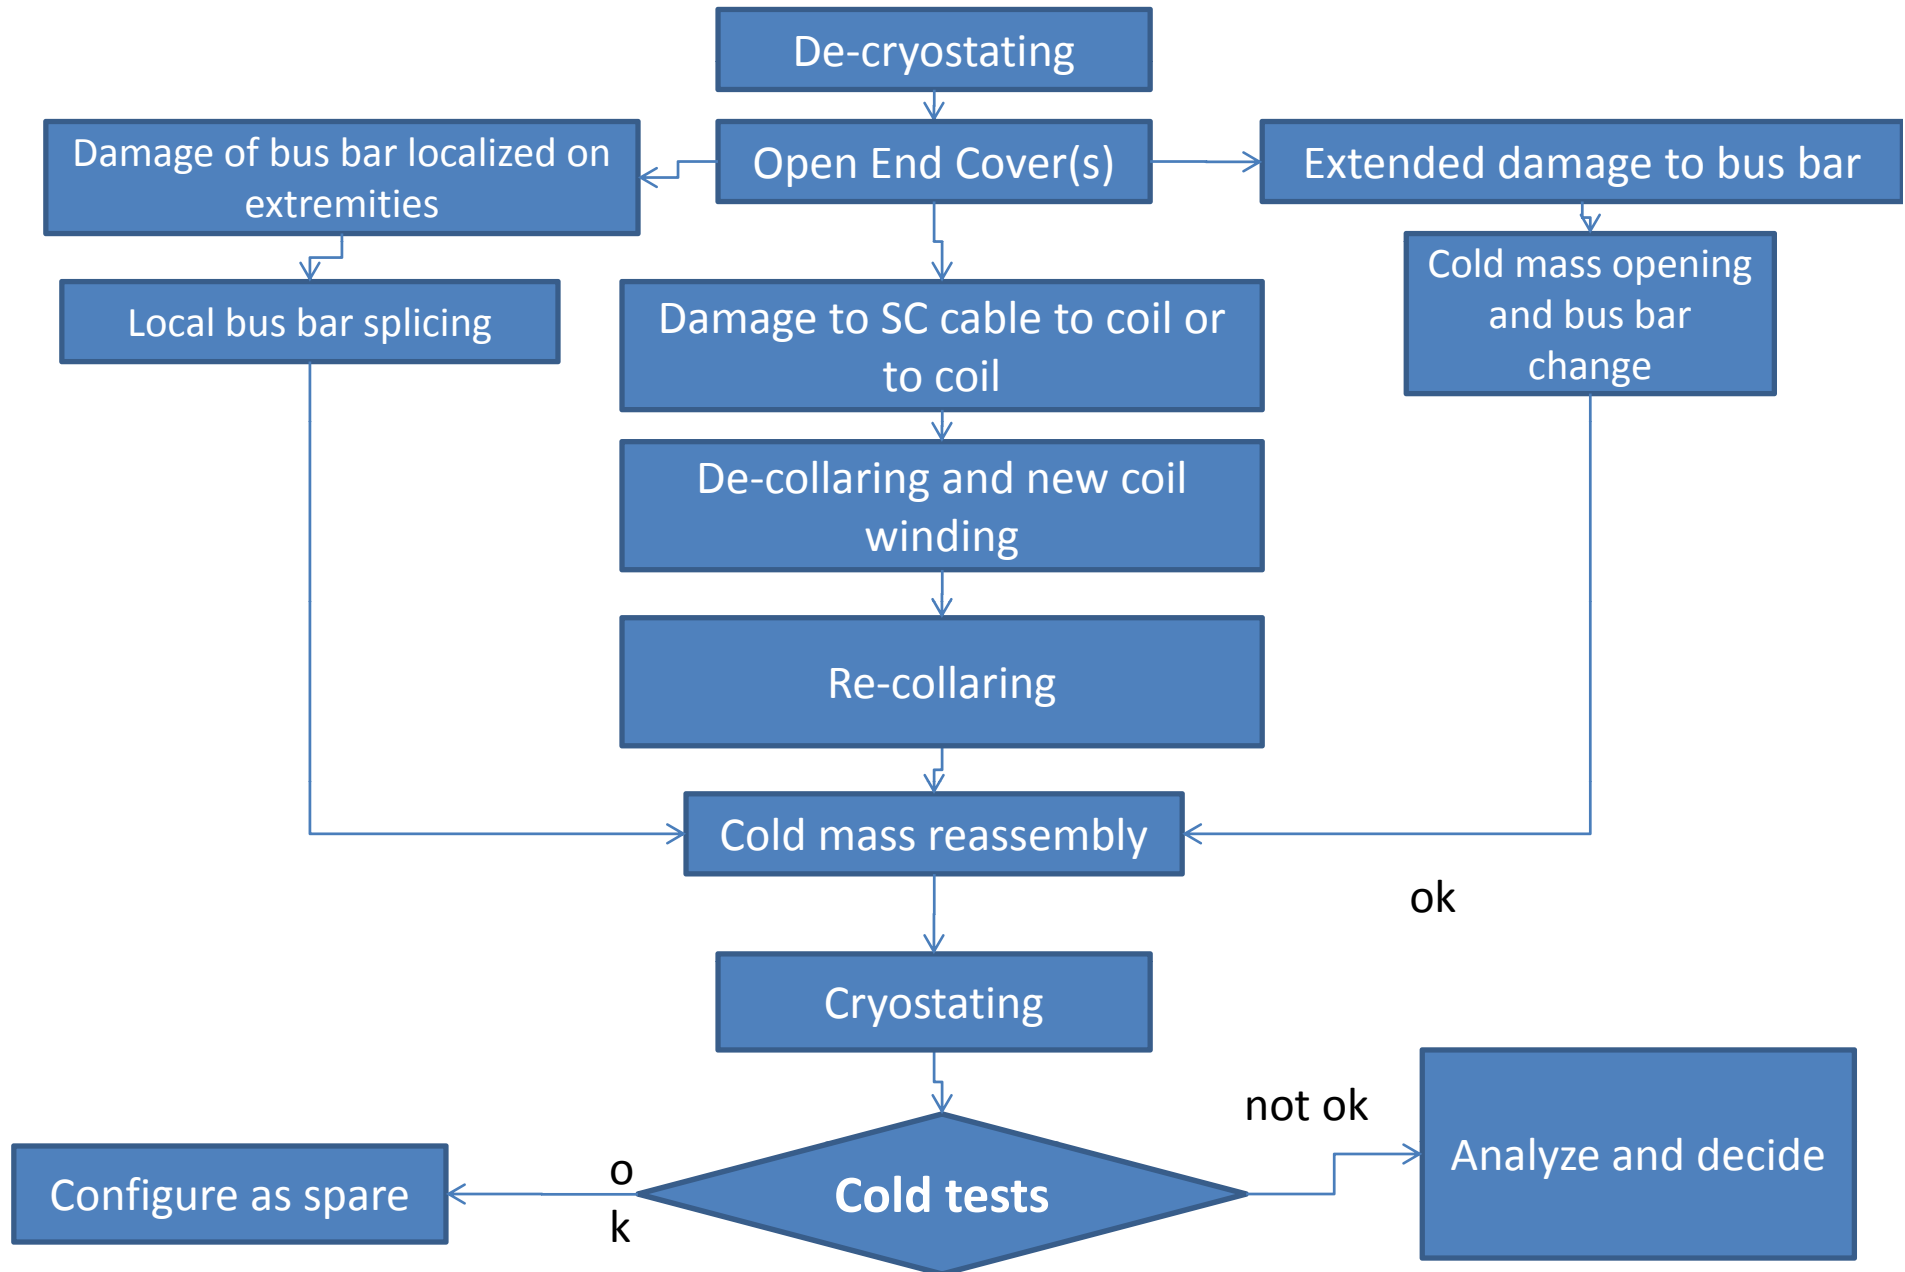 De-cryostating
Damage of bus bar localized on
extremities
Open End Cover(s)
Extended damage to bus bar
Local bus bar splicing
Damage to SC cable to coil or
to coil
Cold mass opening
and bus bar
change
De-collaring and new coil
winding
Re-collaring
Cold mass reassembly
ok
Cryostating
not ok
Configure as spare
o
k
Cold tests
Analyze and decide